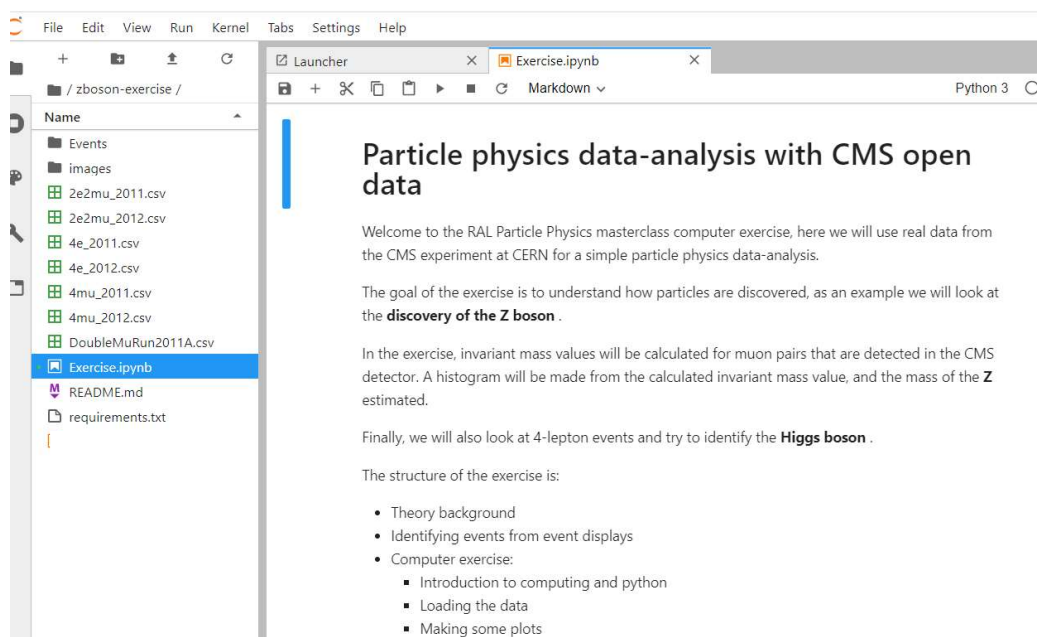 File Edit View Run Kernel Tabs Settings Help
Launcher
Exercise.ipynb
/ zboson-exercise /
Markdown
Python 3
Name
Events
images
2e2mu_2011.csv
2e2mu_2012.csv
4e_2011.csv
4e_2012.csv
4mu_2011.csv
4mu_2012.csv
DoubleMuRun2011A.csv
Exercise.ipynb
README.md
requirements.txt
Particle physics data-analysis with CMS open
data
Welcome to the RAL Particle Physics masterclass computer exercise, here we will use real data from
the CMS experiment at CERN for a simple particle physics data-analysis.
The goal of the exercise is to understand how particles are discovered, as an example we will look at
the discovery of the Z boson .
In the exercise, invariant mass values will be calculated for muon pairs that are detected in the CMS
detector. A histogram will be made from the calculated invariant mass value, and the mass of the Z
estimated.
Finally, we will also look at 4-lepton events and try to identify the Higgs boson .
The structure of the exercise is:
• Theory background
• Identifying events from event displays
• Computer exercise:
▪ Introduction to computing and python
▪ Loading the data
▪ Making some plots